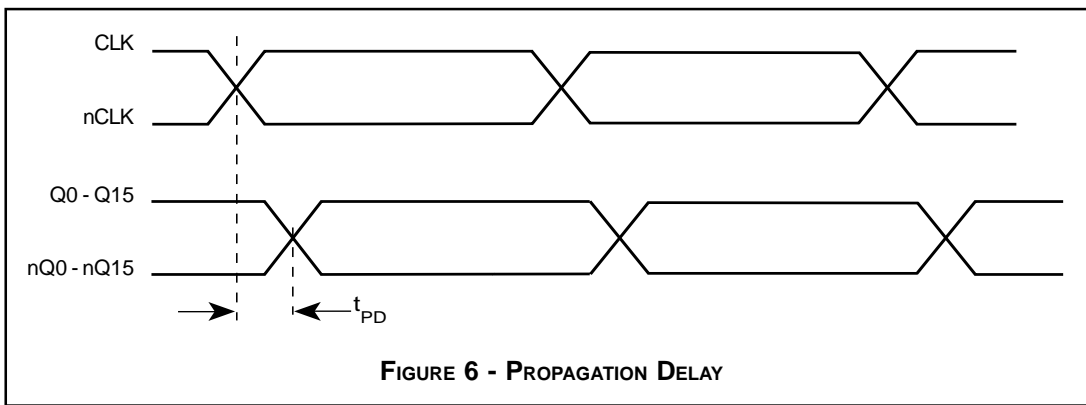 CLK
nCLK
Q0 - Q15
nQ0 - nQ15
tPD
FIGURE 6 - PROPAGATION DELAY